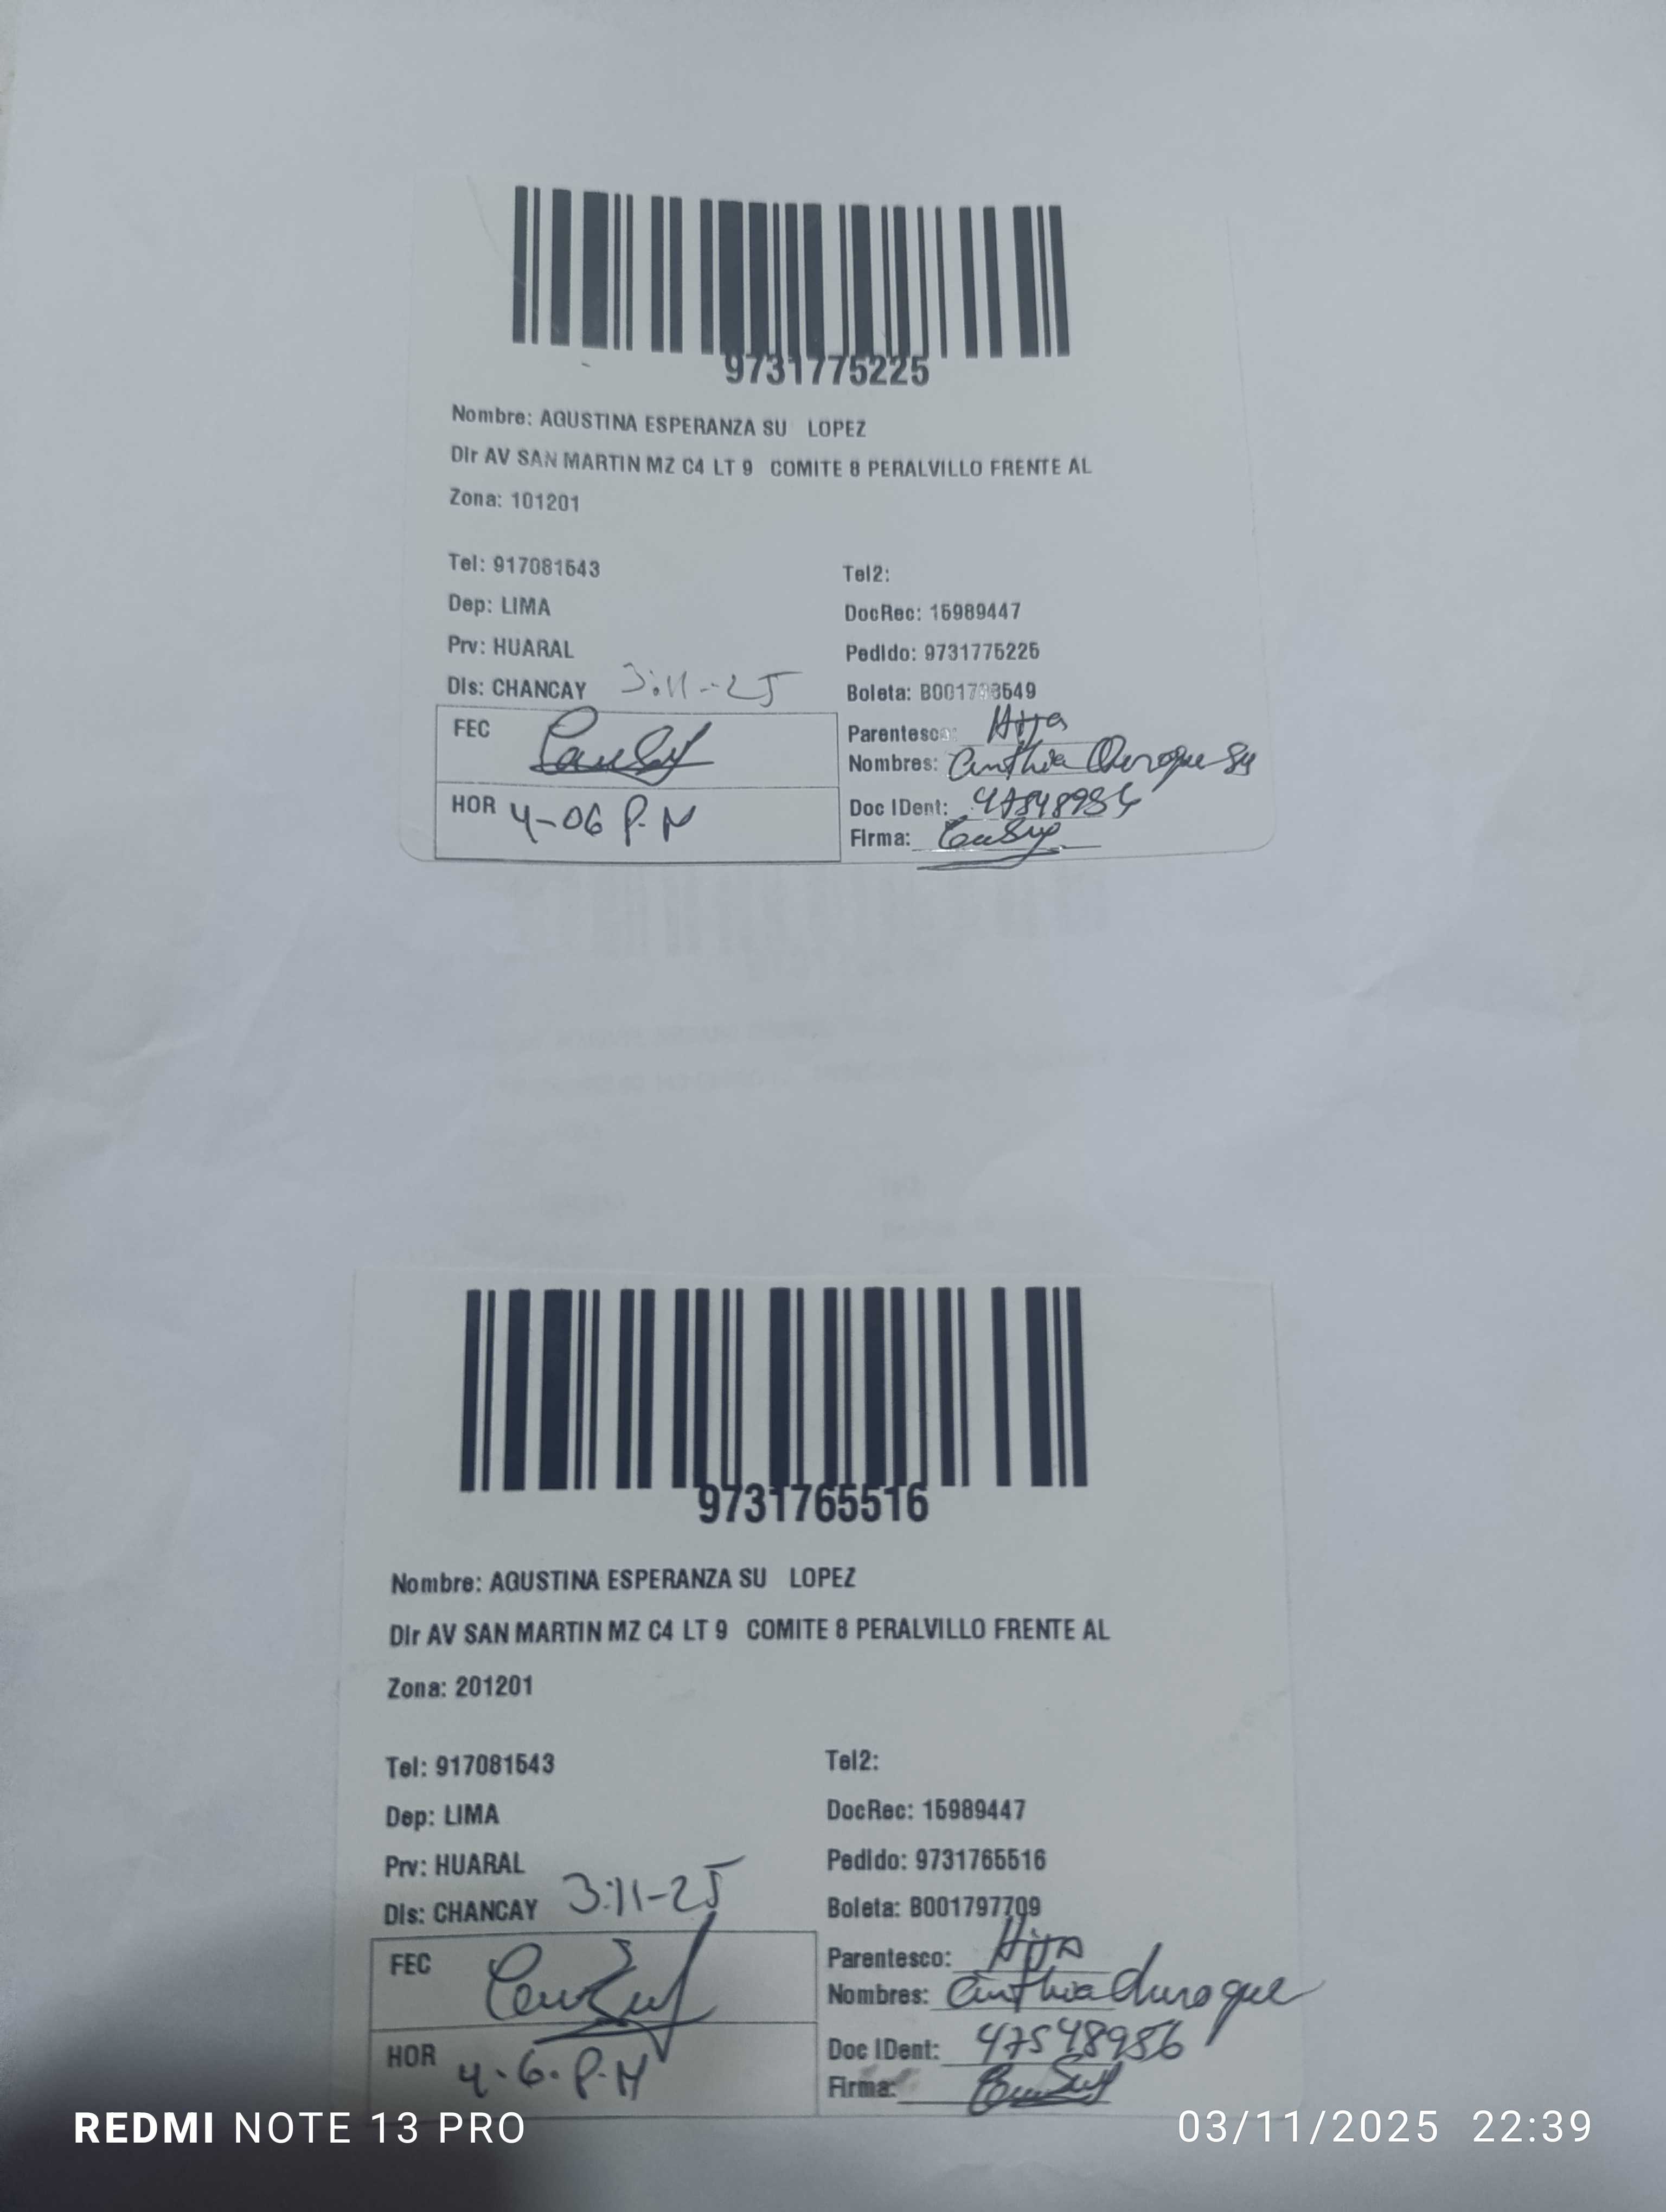 9731775225
Nombre: AGUSTINA ESPERANZA SU LOPEZ
Dir AV SAN MARTIN MZ C4 LT 9 COMITE 8 PERALVILLO FRENTE AL
Zona: 101201
Tel: 917081543 Tel2:
Dep: LIMA DocRec: 15989447
Prv: HUARAL Pedido: 9731775225
Dis: CHANCAY 3:11-25 Boleta:
FEC Parentesco: Hija
Nombres: Cinthia
HOR 4-06 P.M Doc IDent:
Firma:
9731765516
Nombre: AGUSTINA ESPERANZA SU LOPEZ
Dir AV SAN MARTIN MZ C4 LT 9 COMITE 8 PERALVILLO FRENTE AL
Zona: 201201
Tel: 917081543 Tel2:
Dep: LIMA DocRec: 15989447
Prv: HUARAL Pedido: 9731765516
Dis: CHANCAY 3:11-25 Boleta: B001797709
FEC Parentesco: Hija
Nombres: Cinthia
HOR 4.6.P.M Doc IDent: 47548956
Firma:
REDMI NOTE 13 PRO 03/11/2025 22:39